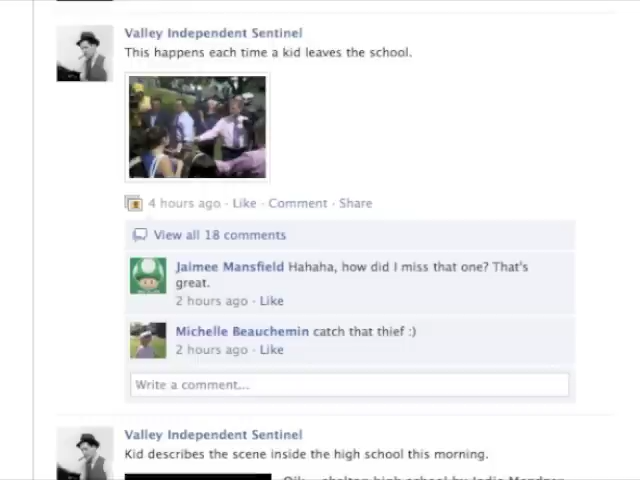 Valley Independent Sentinel
This happens each time a kid leaves the school.
4 hours ago · Like · Comment · Share
View all 18 comments
Jaimee Mansfield Hahaha, how did I miss that one? That's
great.
2 hours ago · Like
Michelle Beauchemin catch that thief :)
2 hours ago · Like
Write a comment...
Valley Independent Sentinel
Kid describes the scene inside the high school this morning.